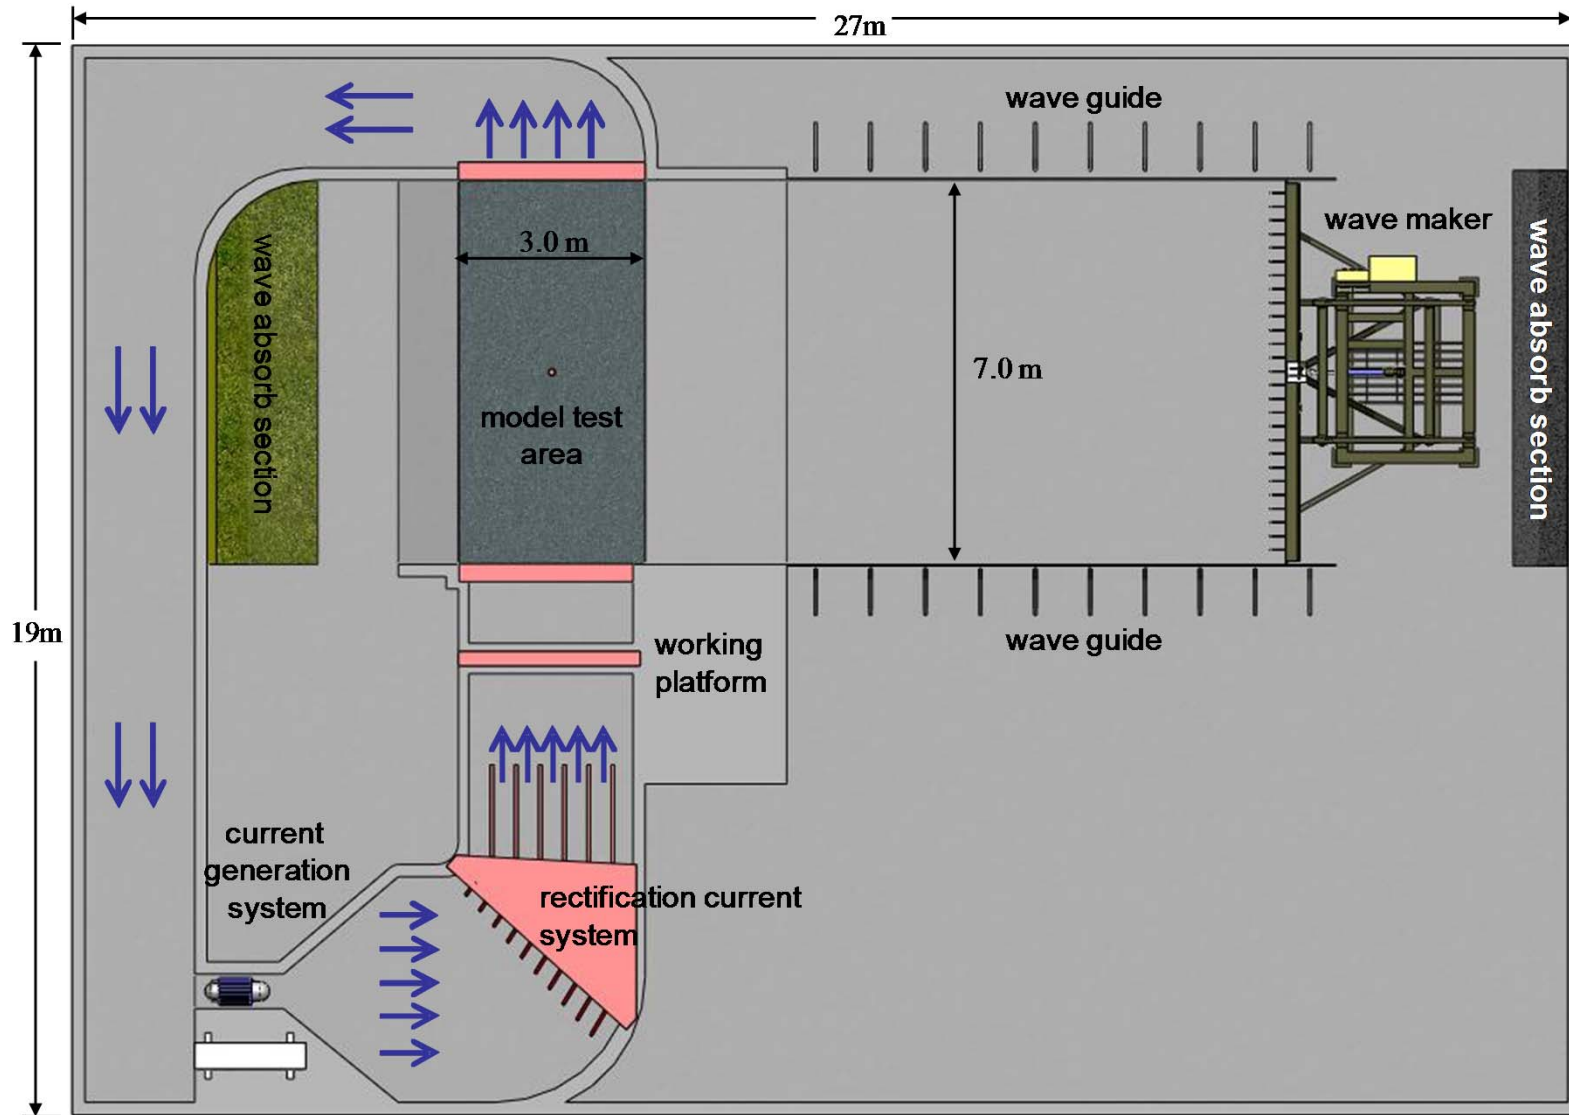 27m
wave guide
wave maker
wave absorb section
wave absorb section
3.0 m
7.0 m
model test
area
19m
working
platform
wave guide
current
generation
system
rectification current
system